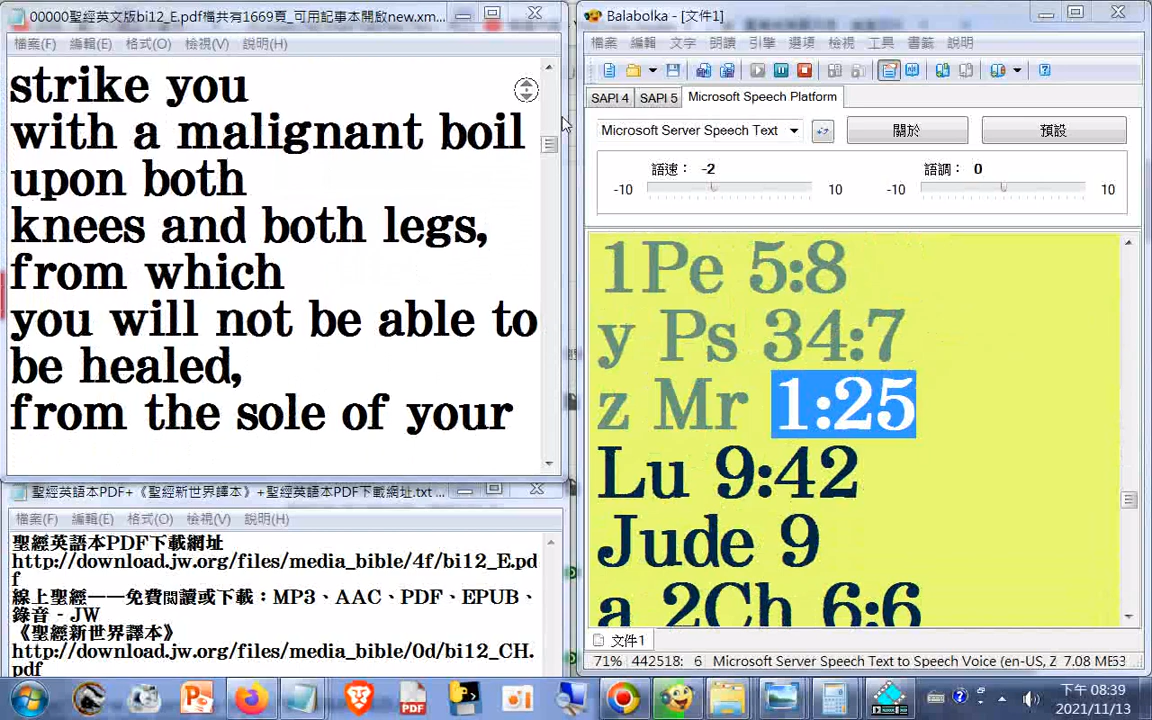 00000聖經英文版bi12_E.pdf檔共有1669頁_可用記事本開啟new.xm...
檔案(F) 編輯(E) 格式(O) 檢視(V) 說明(H)
strike you
with a malignant boil
upon both
knees and both legs,
from which
you will not be able to
be healed,
from the sole of your
聖經英語本PDF+《聖經新世界譯本》+聖經英語本PDF下載網址.txt ...
檔案(F) 編輯(E) 格式(O) 檢視(V) 說明(H)
聖經英語本PDF下載網址
http://download.jw.org/files/media_bible/4f/bi12_E.pd
f
線上聖經——免費閱讀或下載：MP3、AAC、PDF、EPUB、
錄音 - JW
《聖經新世界譯本》
http://download.jw.org/files/media_bible/0d/bi12_CH.
pdf
Balabolka - [文件1]
檔案 編輯 文字 朗讀 引擎 選項 檢視 工具 書籤 說明
SAPI 4 SAPI 5 Microsoft Speech Platform
Microsoft Server Speech Text 關於 預設
語速： -2 語調： 0
-10 10 -10 10
1Pe 5:8
y Ps 34:7
z Mr 1:25
Lu 9:42
Jude 9
a 2Ch 6:6
文件1
71% 442518: 6 Microsoft Server Speech Text to Speech Voice (en-US, Z 7.08 ME53
下午 08:39
2021/11/13